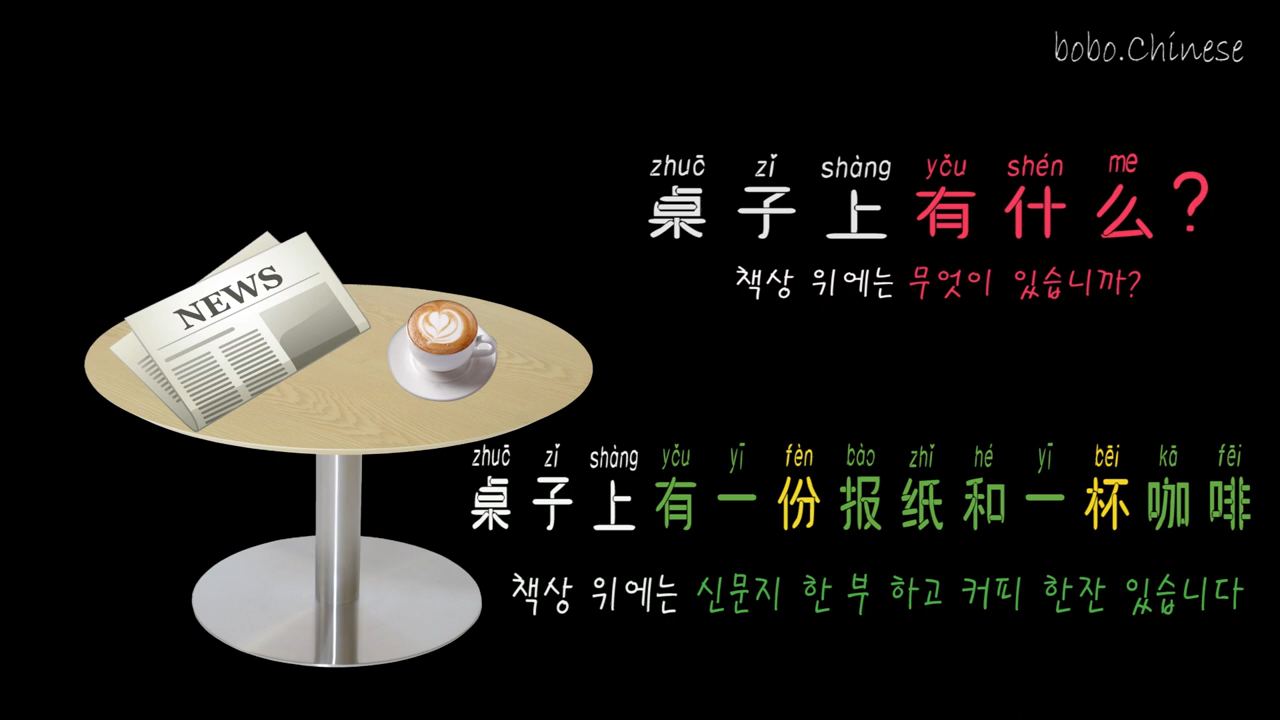 bobo.Chinese
zhuō zǐ shàng yǒu shén me
桌子上有什么?
책상 위에는 무엇이 있습니까?
NEWS
zhuō zǐ shàng yǒu yī fèn bào zhǐ hé yī bēi kā fēi
桌子上有一份报纸和一杯咖啡
책상 위에는 신문지 한 부 하고 커피 한잔 있습니다